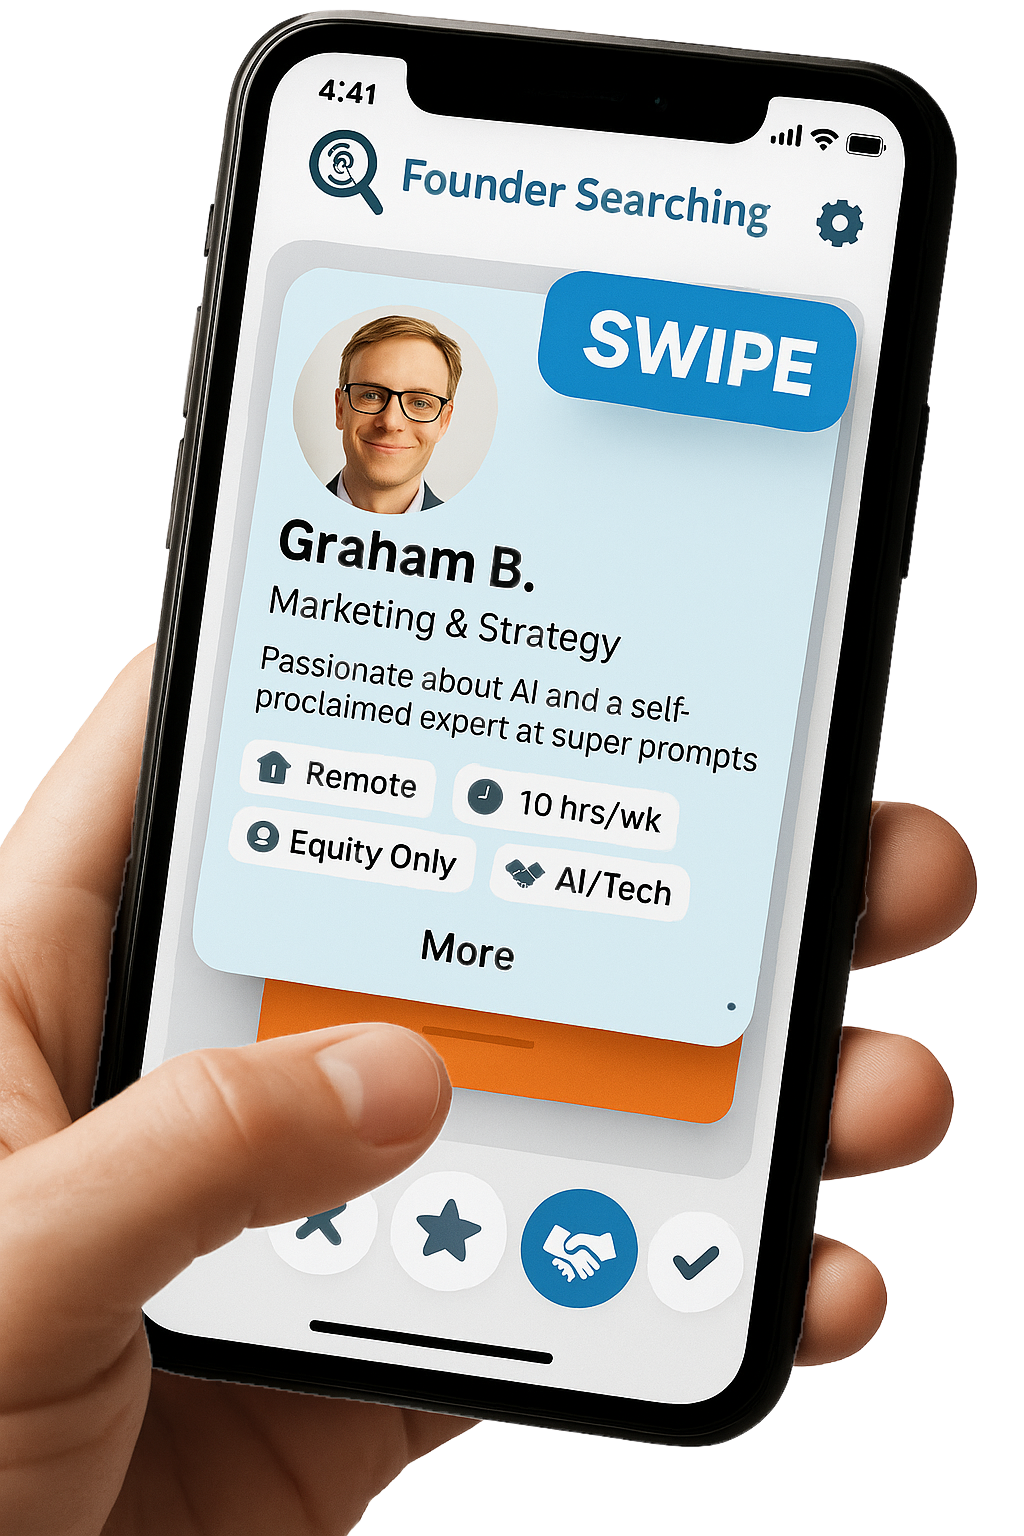 4:41
Founder Searching
SWIPE
Graham B.
Marketing & Strategy
Passionate about AI and a self-
proclaimed expert at super prompts
Remote
10 hrs/wk
Equity Only
AI/Tech
More